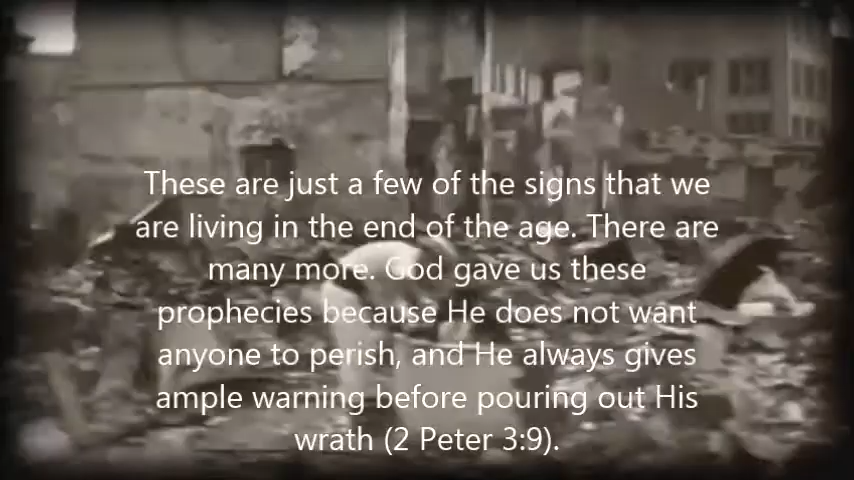 These are just a few of the signs that we
are living in the end of the age. There are
many more. God gave us these
prophecies because He does not want
anyone to perish, and He always gives
ample warning before pouring out His
wrath (2 Peter 3:9).